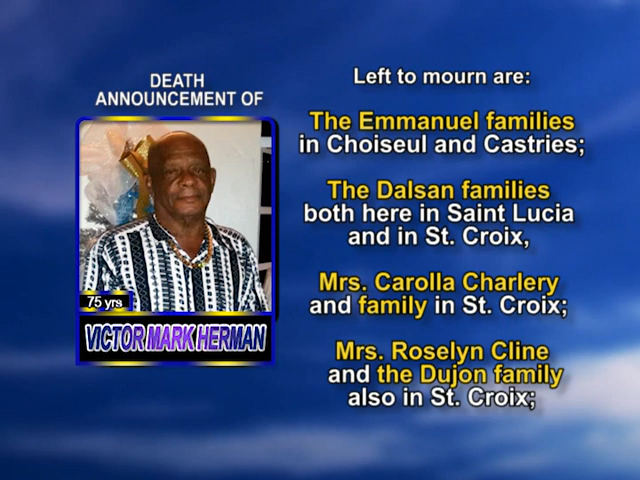 DEATH
ANNOUNCEMENT OF
75 yrs
VICTOR MARK HERMAN
Left to mourn are:
The Emmanuel families
in Choiseul and Castries;
The Dalsan families
both here in Saint Lucia
and in St. Croix,
Mrs. Carolla Charlery
and family in St. Croix;
Mrs. Roselyn Cline
and the Dujon family
also in St. Croix;